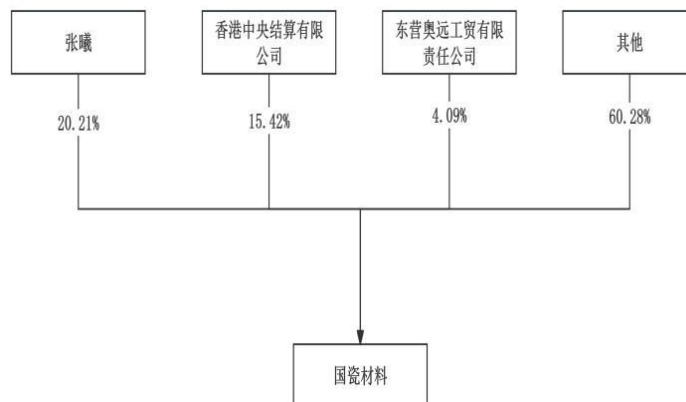 张曦
香港中央结算有限
公司
东营奥远工贸有限
责任公司
其他
20.21%
15.42%
4.09%
60.28%
国瓷材料